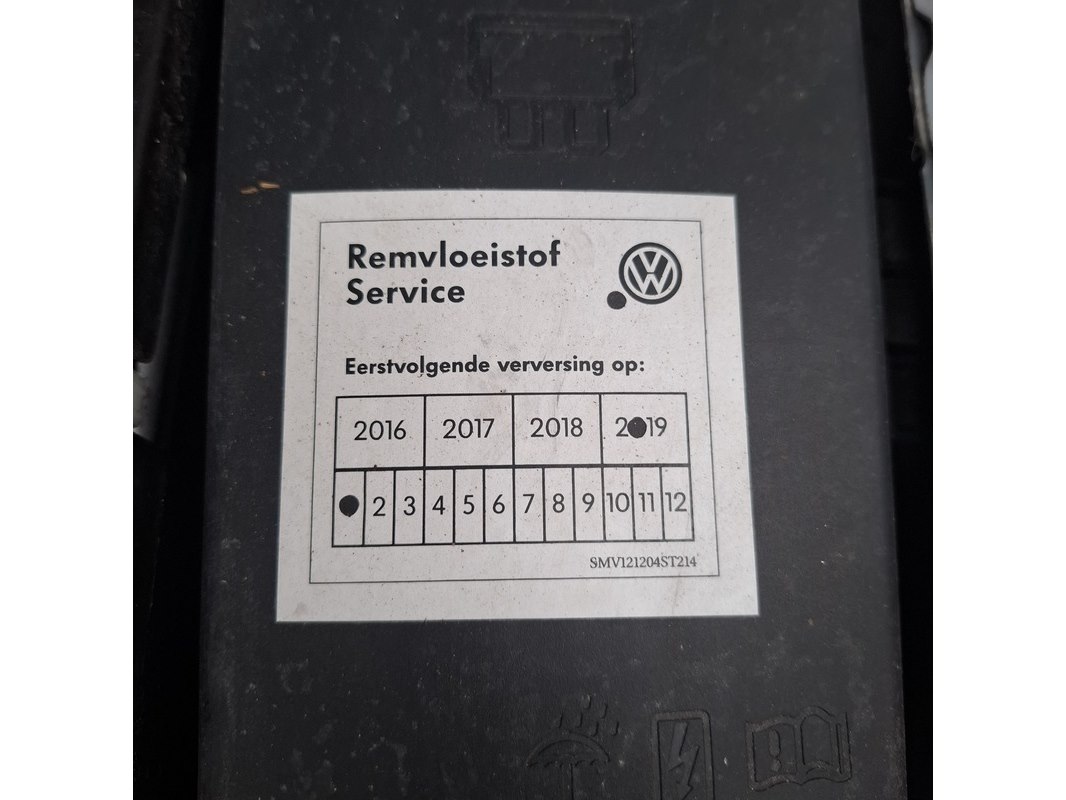 Remvloeistof
Service
Eerstvolgende verversing op:
2016 2017 2018 2019
2 3 4 5 6 7 8 9 10 11 12
SMV121204ST214